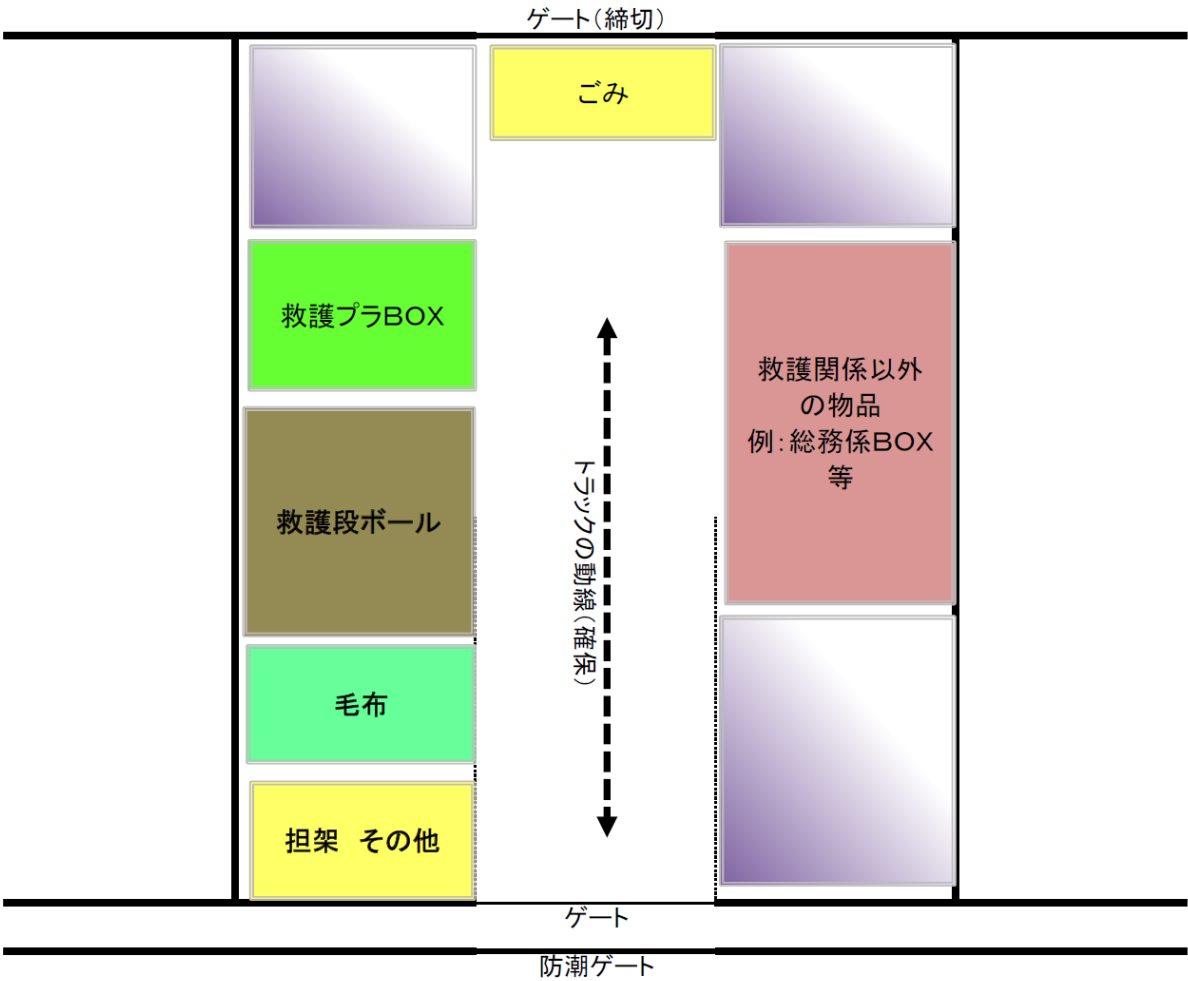 ゲート（締切）
ごみ
救護プラBOX
救護関係以外
の物品
例：総務係BOX
等
トラックの動線（確保）
救護段ボール
毛布
担架　その他
ゲート
防潮ゲート